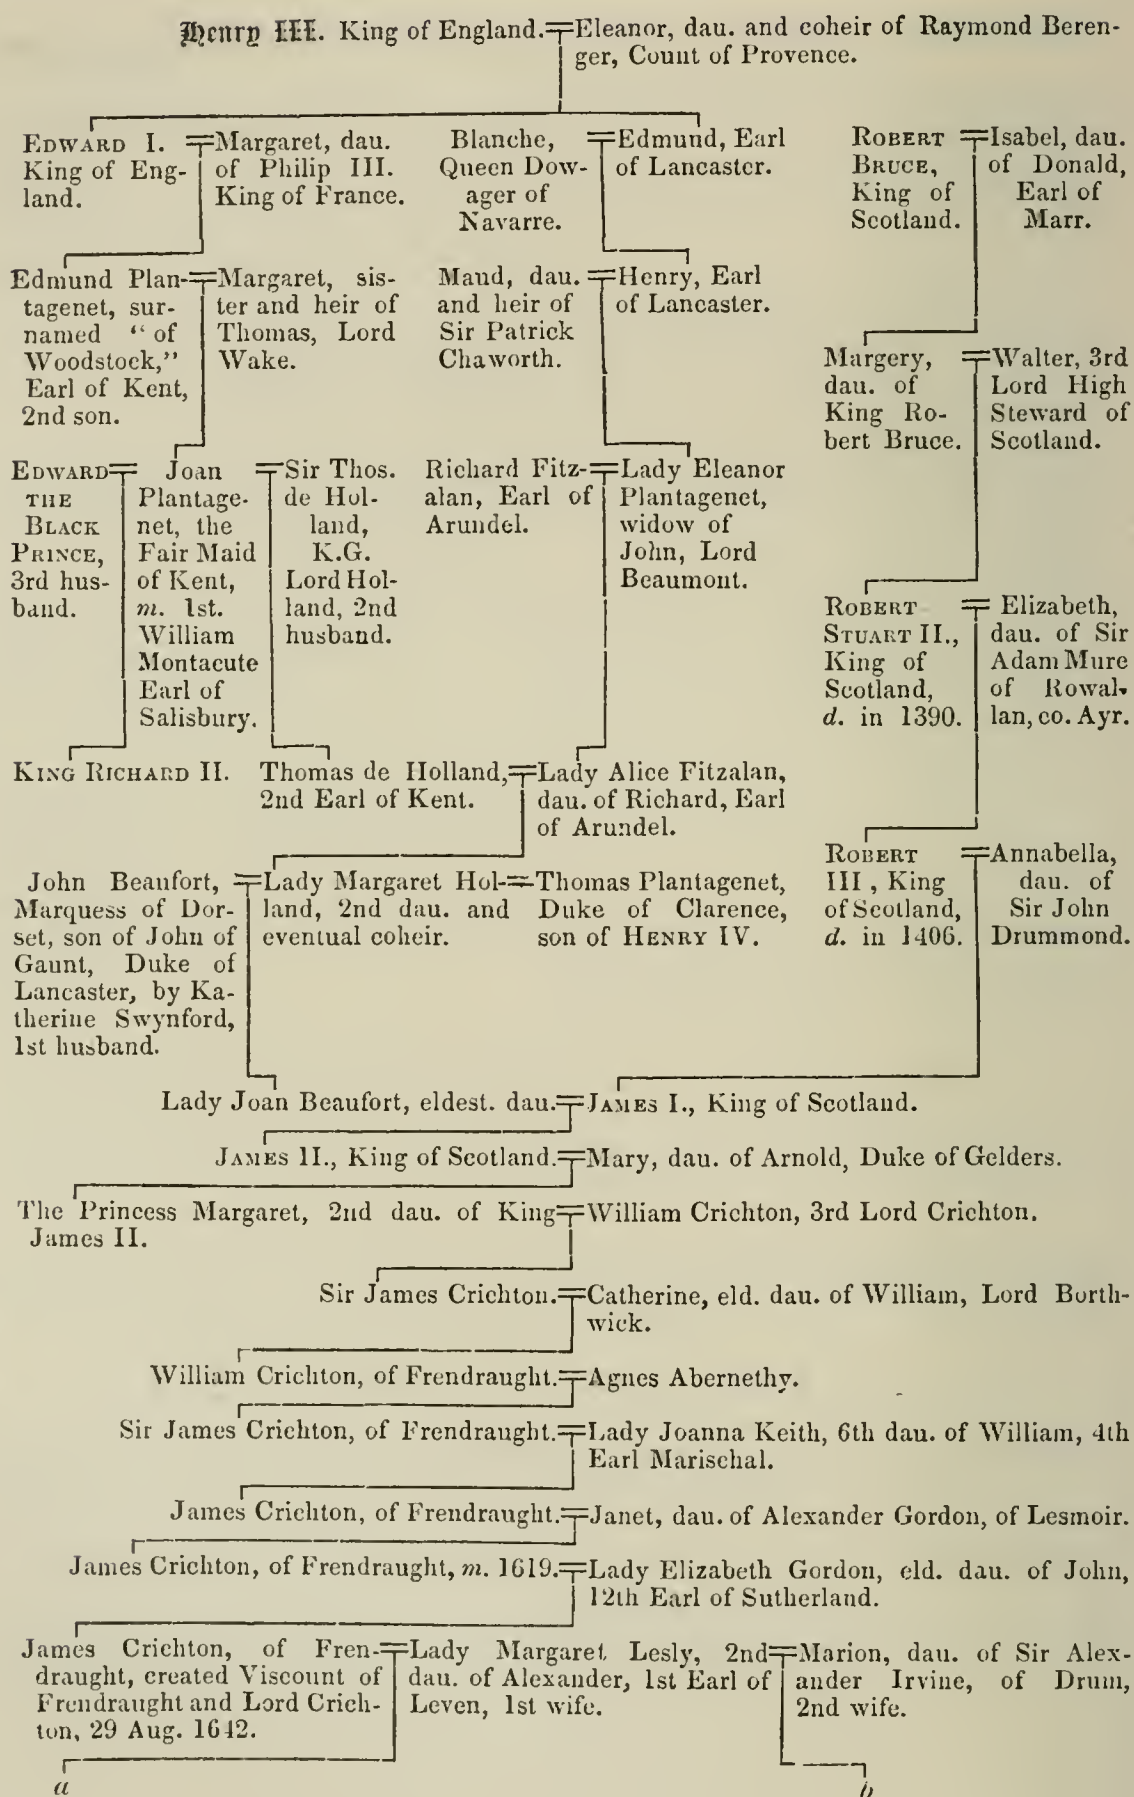 Henry III. King of England. Eleanor, dau. and coheir of Raymond Beren-
ger, Count of Provence.
EDWARD I.
King of Eng-
land.
Margaret, dau.
of Philip III.
King of France.
Blanche,
Queen Dow-
ager of
Navarre.
Edmund, Earl
of Lancaster.
ROBERT
BRUCE,
King of
Scotland.
Isabel, dau.
of Donald,
Earl of
Marr.
Edmund Plan-
tagenet, sur-
named “of
Woodstock,”
Earl of Kent,
2nd son.
Margaret, sis-
ter and heir of
Thomas, Lord
Wake.
Maud, dau.
and heir of
Sir Patrick
Chaworth.
Henry, Earl
of Lancaster.
Margery,
dau. of
King Ro-
bert Bruce.
Walter, 3rd
Lord High
Steward of
Scotland.
EDWARD
THE
BLACK
PRINCE,
3rd hus-
band.
Joan
Plantage-
net, the
Fair Maid
of Kent,
m. 1st.
William
Montacute
Earl of
Salisbury.
Sir Thos.
de Hol-
land,
K.G.
Lord Hol-
land, 2nd
husband.
Richard Fitz-
alan, Earl of
Arundel.
Lady Eleanor
Plantagenet,
widow of
John, Lord
Beaumont.
ROBERT
STUART II.,
King of
Scotland,
d. in 1390.
Elizabeth,
dau. of Sir
Adam Mure
of Rowal-
lan, co. Ayr.
KING RICHARD II.
Thomas de Holland,
2nd Earl of Kent.
Lady Alice Fitzalan,
dau. of Richard, Earl
of Arundel.
John Beaufort,
Marquess of Dor-
set, son of John of
Gaunt, Duke of
Lancaster, by Ka-
therine Swynford,
1st husband.
Lady Margaret Hol-
land, 2nd dau. and
eventual coheir.
Thomas Plantagenet,
Duke of Clarence,
son of HENRY IV.
ROBERT
III, King
of Scotland,
d. in 1406.
Annabella,
dau. of
Sir John
Drummond.
Lady Joan Beaufort, eldest. dau. JAMES I., King of Scotland.
JAMES II., King of Scotland. Mary, dau. of Arnold, Duke of Gelders.
The Princess Margaret, 2nd dau. of King
James II.
William Crichton, 3rd Lord Crichton.
Sir James Crichton. Catherine, eld. dau. of William, Lord Borth-
wick.
William Crichton, of Frendraught. Agnes Abernethy.
Sir James Crichton, of Frendraught. Lady Joanna Keith, 6th dau. of William, 4th
Earl Marischal.
James Crichton, of Frendraught. Janet, dau. of Alexander Gordon, of Lesmoir.
James Crichton, of Frendraught, m. 1619. Lady Elizabeth Gordon, eld. dau. of John,
12th Earl of Sutherland.
James Crichton, of Fren-
draught, created Viscount of
Frendraught and Lord Crich-
ton, 29 Aug. 1642.
Lady Margaret Lesly, 2nd
dau. of Alexander, 1st Earl of
Leven, 1st wife.
Marion, dau. of Sir Alex-
ander Irvine, of Drum,
2nd wife.
a
b